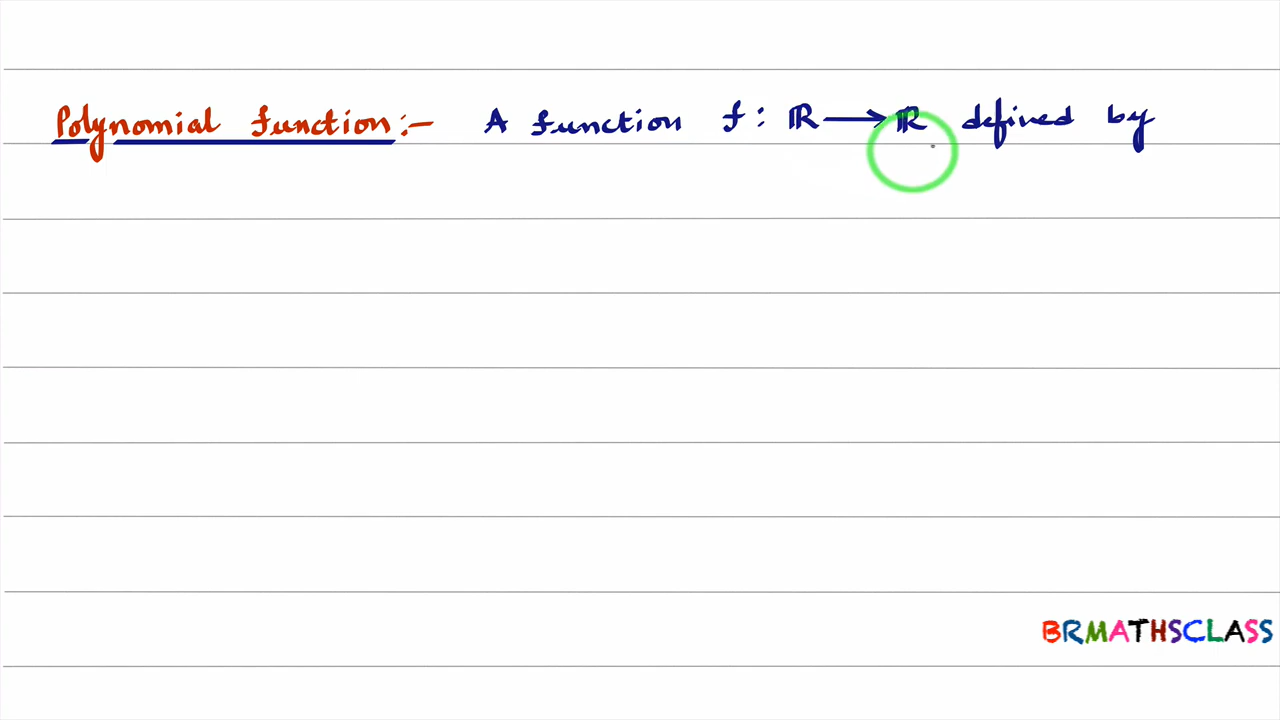 Polynomial function:- A function f: ℝ → ℝ defined by
BRMATHSCLASS